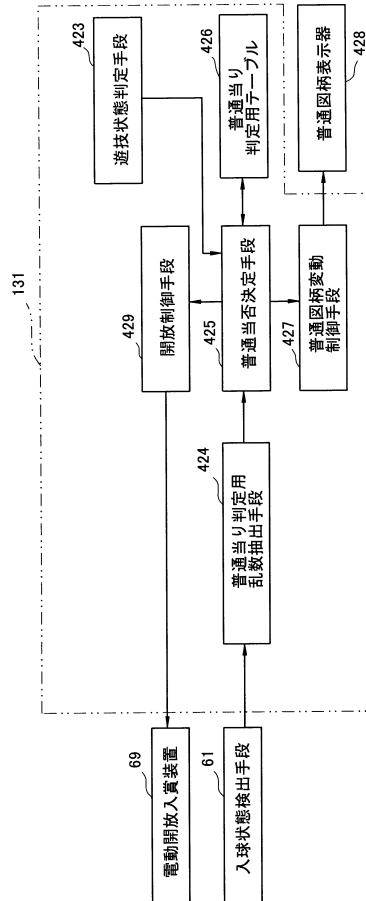 131
423
遊技状態判定手段
429
開放制御手段
426
普通当り
判定用テーブル
425
普通当否決定手段
424
普通当り判定用
乱数抽出手段
427
普通図柄変動
制御手段
428
普通図柄表示器
69
電動開放入賞装置
61
入球状態検出手段